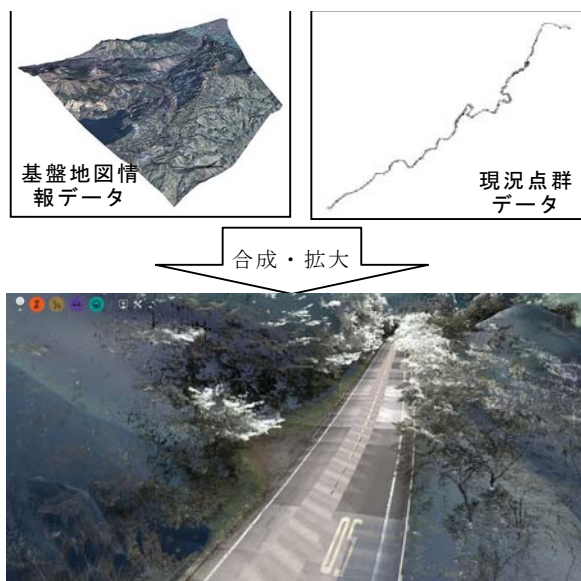 基盤地図情
報データ
現況点群
データ
合成・拡大